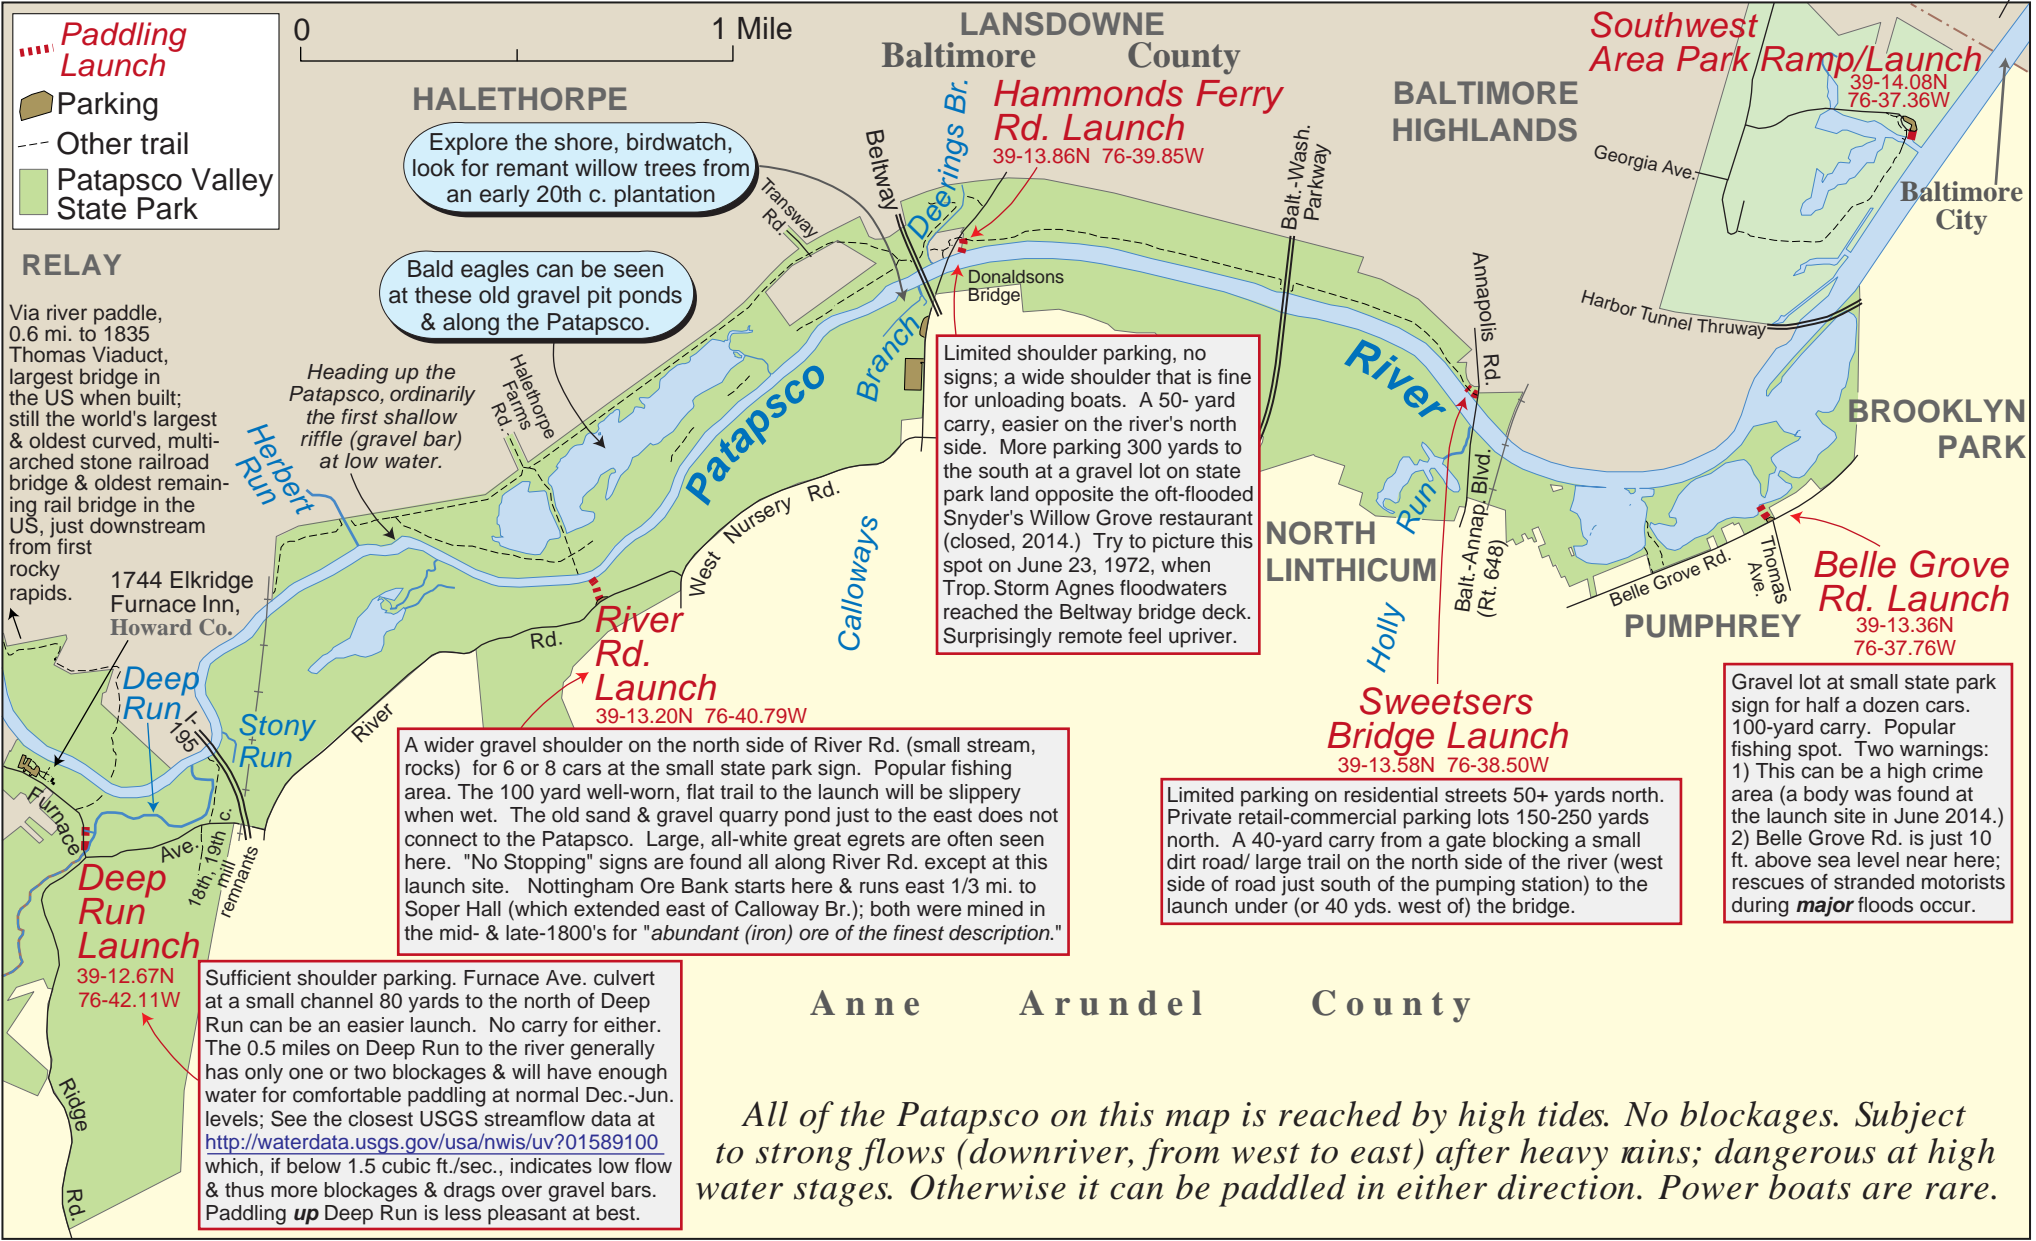 Paddling
Launch
Parking
Other trail
Patapsco Valley
State Park
0
1 Mile
LANSDOWNE
Baltimore County
HALETHORPE
BALTIMORE
HIGHLANDS
Southwest
Area Park Ramp/Launch
39-14.08N
76-37.36W
Baltimore
City
Georgia Ave.
Harbor Tunnel Thruway
Hammonds Ferry
Rd. Launch
39-13.86N 76-39.85W
Explore the shore, birdwatch,
look for remant willow trees from
an early 20th c. plantation
Beltway
Deerings Br.
Transway
Rd.
Balt.-Wash.
Parkway
Bald eagles can be seen
at these old gravel pit ponds
& along the Patapsco.
Donaldsons
Bridge
Annapolis Rd.
RELAY
Via river paddle,
0.6 mi. to 1835
Thomas Viaduct,
largest bridge in
the US when built;
still the world's largest
& oldest curved, multi-
arched stone railroad
bridge & oldest remain-
ing rail bridge in the
US, just downstream
from first
rocky
rapids.
Heading up the
Patapsco, ordinarily
the first shallow
riffle (gravel bar)
at low water.
Halethorpe
Farms
Rd.
Herbert
Run
Patapsco
River
Branch
Calloways
West Nursery Rd.
Limited shoulder parking, no
signs; a wide shoulder that is fine
for unloading boats. A 50- yard
carry, easier on the river's north
side. More parking 300 yards to
the south at a gravel lot on state
park land opposite the oft-flooded
Snyder's Willow Grove restaurant
(closed, 2014.) Try to picture this
spot on June 23, 1972, when
Trop. Storm Agnes floodwaters
reached the Beltway bridge deck.
Surprisingly remote feel upriver.
BROOKLYN
PARK
NORTH
LINTHICUM
Run
Holly
Balt.-Annap. Blvd.
(Rt. 648)
Belle Grove Rd.
Thomas
Ave.
PUMPHREY
Belle Grove
Rd. Launch
39-13.36N
76-37.76W
Gravel lot at small state park
sign for half a dozen cars.
100-yard carry. Popular
fishing spot. Two warnings:
1) This can be a high crime
area (a body was found at
the launch site in June 2014.)
2) Belle Grove Rd. is just 10
ft. above sea level near here;
rescues of stranded motorists
during major floods occur.
Sweetsers
Bridge Launch
39-13.58N 76-38.50W
Limited parking on residential streets 50+ yards north.
Private retail-commercial parking lots 150-250 yards
north. A 40-yard carry from a gate blocking a small
dirt road/ large trail on the north side of the river (west
side of road just south of the pumping station) to the
launch under (or 40 yds. west of) the bridge.
1744 Elkridge
Furnace Inn,
Howard Co.
Deep
Run
I-
195
Stony
Run
River
Rd.
River
Rd.
Launch
39-13.20N 76-40.79W
A wider gravel shoulder on the north side of River Rd. (small stream,
rocks) for 6 or 8 cars at the small state park sign. Popular fishing
area. The 100 yard well-worn, flat trail to the launch will be slippery
when wet. The old sand & gravel quarry pond just to the east does not
connect to the Patapsco. Large, all-white great egrets are often seen
here. "No Stopping" signs are found all along River Rd. except at this
launch site. Nottingham Ore Bank starts here & runs east 1/3 mi. to
Soper Hall (which extended east of Calloway Br.); both were mined in
the mid- & late-1800's for "abundant (iron) ore of the finest description."
Furnace
Ave.
18th, 19th c.
mill
remnants
Deep
Run
Launch
39-12.67N
76-42.11W
Sufficient shoulder parking. Furnace Ave. culvert
at a small channel 80 yards to the north of Deep
Run can be an easier launch. No carry for either.
The 0.5 miles on Deep Run to the river generally
has only one or two blockages & will have enough
water for comfortable paddling at normal Dec.-Jun.
levels; See the closest USGS streamflow data at
http://waterdata.usgs.gov/usa/nwis/uv?01589100
which, if below 1.5 cubic ft./sec., indicates low flow
& thus more blockages & drags over gravel bars.
Paddling up Deep Run is less pleasant at best.
Ridge
Rd.
Anne Arundel County
All of the Patapsco on this map is reached by high tides. No blockages. Subject
to strong flows (downriver, from west to east) after heavy rains; dangerous at high
water stages. Otherwise it can be paddled in either direction. Power boats are rare.